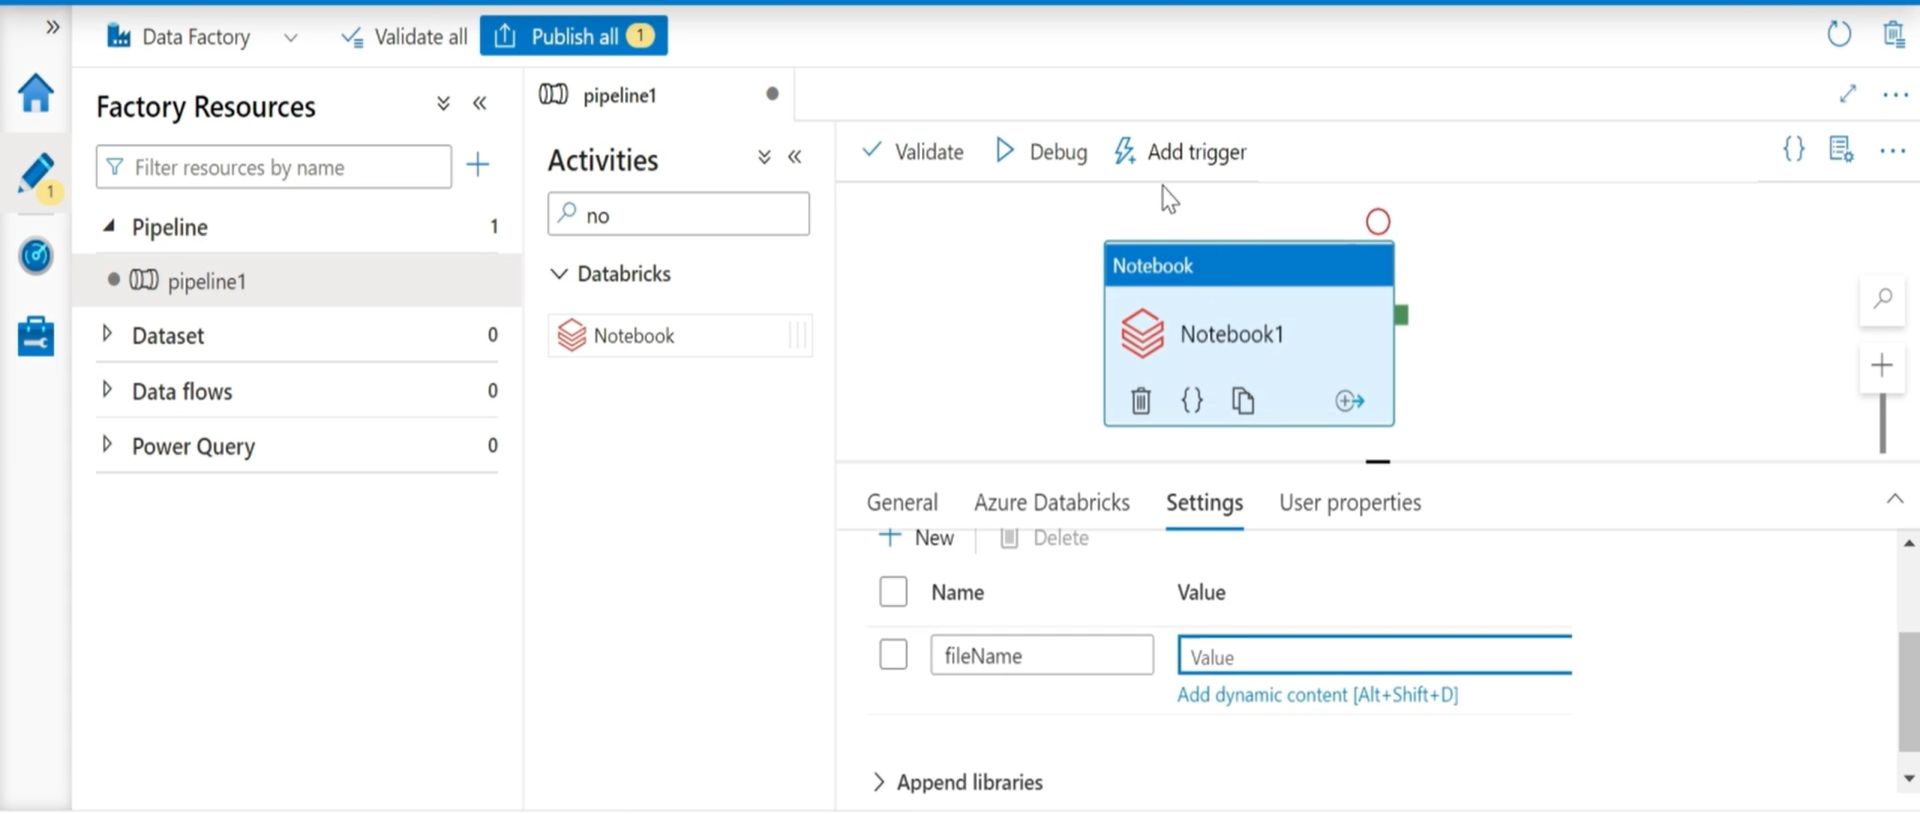 Data Factory
Validate all
Publish all 1
Factory Resources
Filter resources by name
1
Pipeline 1
pipeline1
Dataset 0
Data flows 0
Power Query 0
pipeline1
Activities
no
Databricks
Notebook
Validate
Debug
Add trigger
Notebook
Notebook1
General
Azure Databricks
Settings
User properties
New
Delete
Name
Value
fileName
Value
Add dynamic content [Alt+Shift+D]
Append libraries